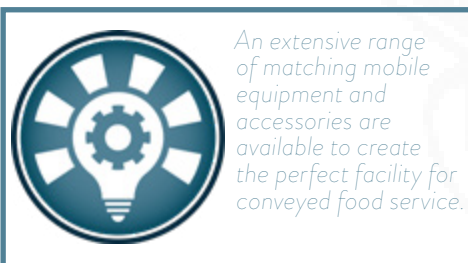 An extensive range
of matching mobile
equipment and
accessories are
available to create
the perfect facility for
conveyed food service.